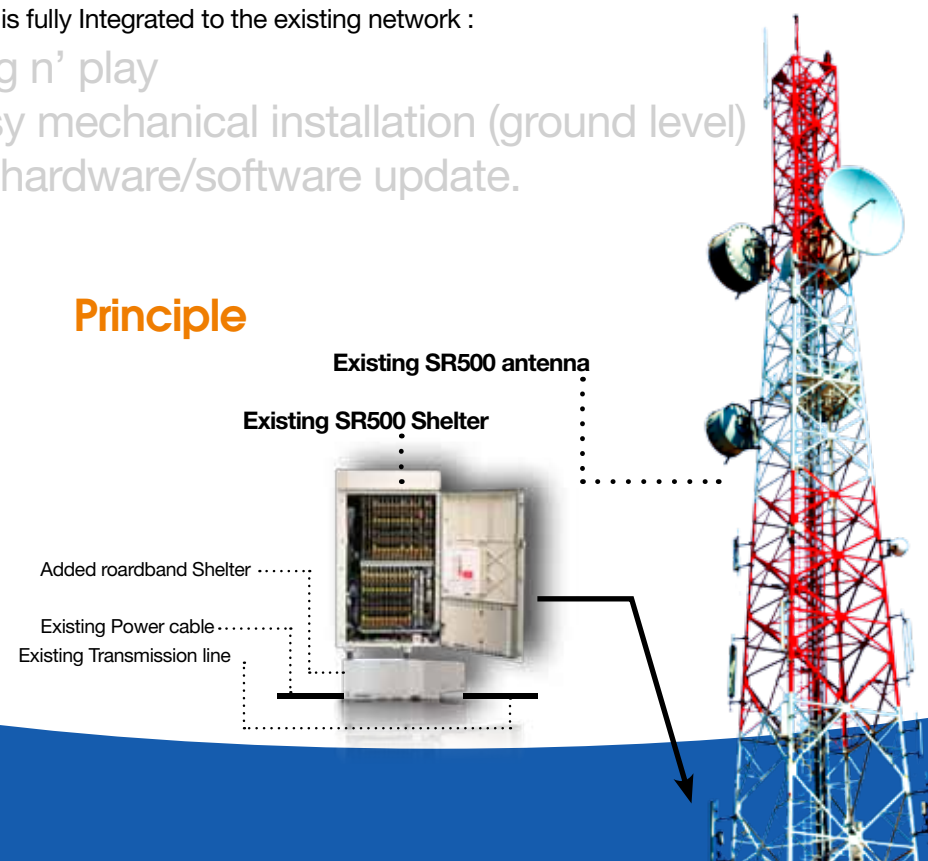 is fully Integrated to the existing network :
g n’ play
sy mechanical installation (ground level)
hardware/software update.
Principle
Existing SR500 antenna
Existing SR500 Shelter
Added roardband Shelter
Existing Power cable
Existing Transmission line